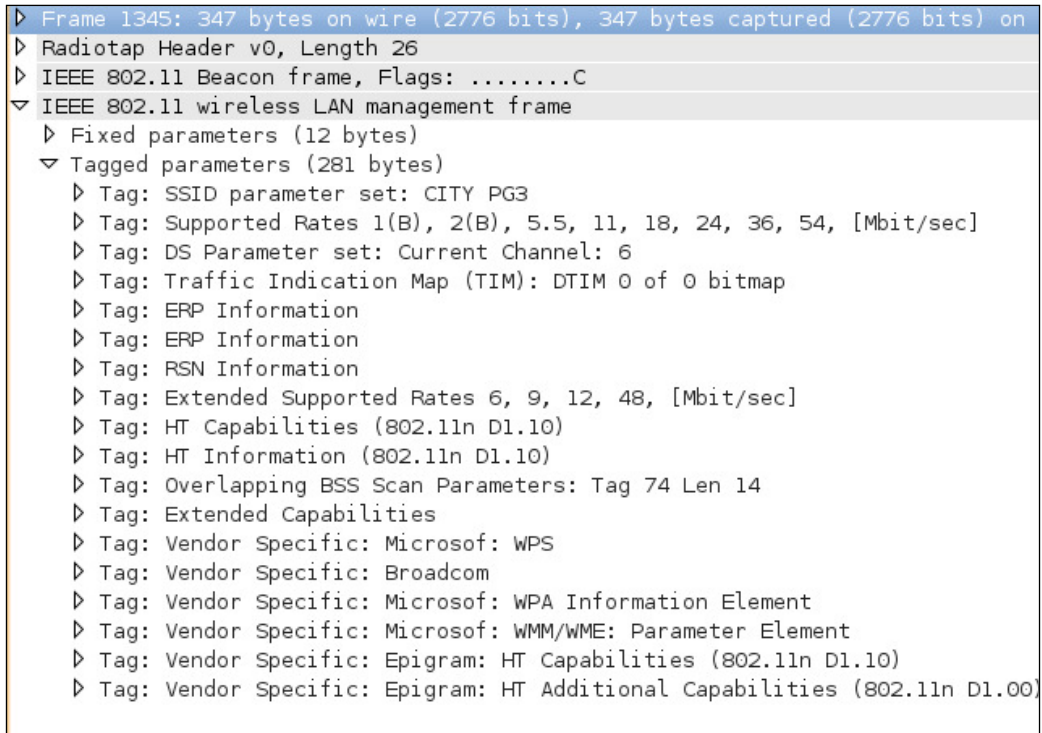 Frame 1345: 347 bytes on wire (2776 bits), 347 bytes captured (2776 bits) on
Radiotap Header v0, Length 26
IEEE 802.11 Beacon frame, Flags: ........C
IEEE 802.11 wireless LAN management frame
Fixed parameters (12 bytes)
Tagged parameters (281 bytes)
Tag: SSID parameter set: CITY PG3
Tag: Supported Rates 1(B), 2(B), 5.5, 11, 18, 24, 36, 54, [Mbit/sec]
Tag: DS Parameter set: Current Channel: 6
Tag: Traffic Indication Map (TIM): DTIM 0 of 0 bitmap
Tag: ERP Information
Tag: ERP Information
Tag: RSN Information
Tag: Extended Supported Rates 6, 9, 12, 48, [Mbit/sec]
Tag: HT Capabilities (802.11n D1.10)
Tag: HT Information (802.11n D1.10)
Tag: Overlapping BSS Scan Parameters: Tag 74 Len 14
Tag: Extended Capabilities
Tag: Vendor Specific: Microsof: WPS
Tag: Vendor Specific: Broadcom
Tag: Vendor Specific: Microsof: WPA Information Element
Tag: Vendor Specific: Microsof: WMM/WME: Parameter Element
Tag: Vendor Specific: Epigram: HT Capabilities (802.11n D1.10)
Tag: Vendor Specific: Epigram: HT Additional Capabilities (802.11n D1.00)